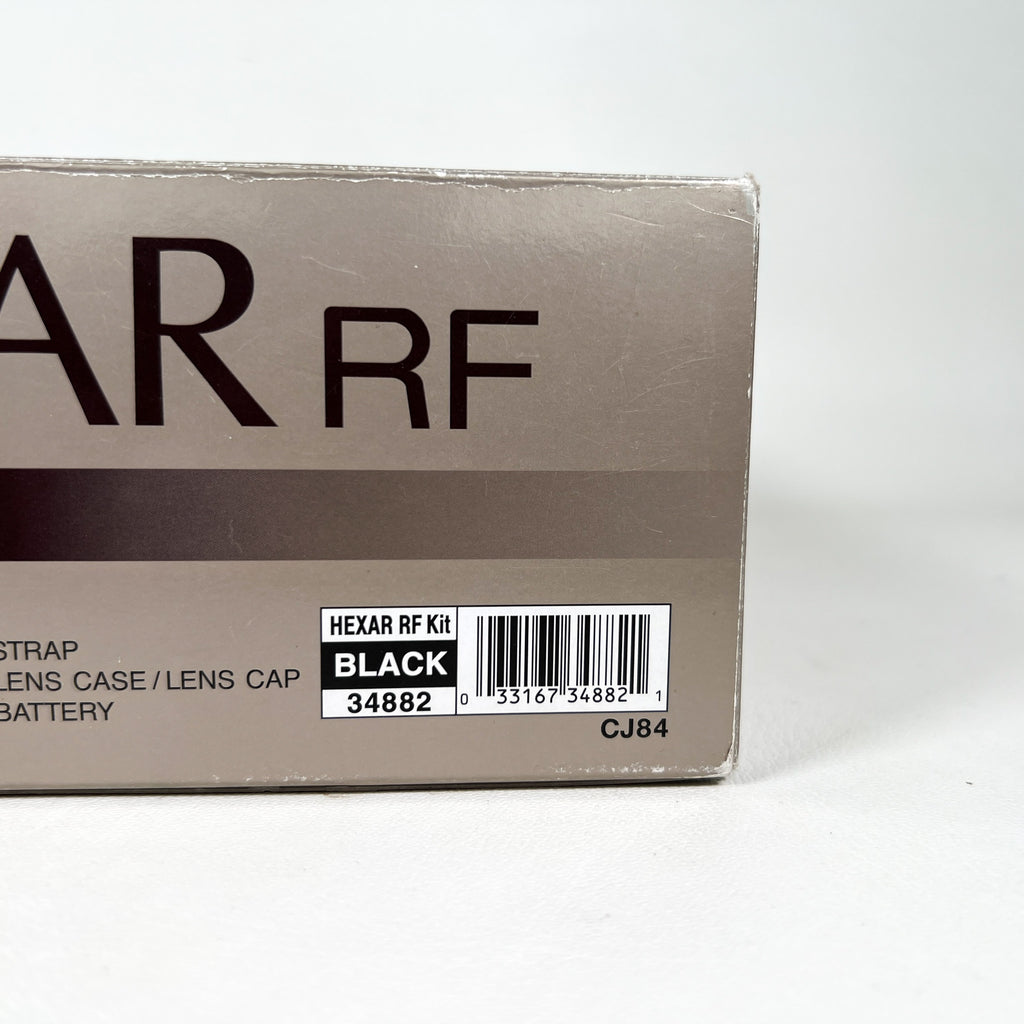 AR RF
STRAP
LENS CASE / LENS CAP
BATTERY
HEXAR RF Kit
BLACK
34882
0 33167 34882 1
CJ84